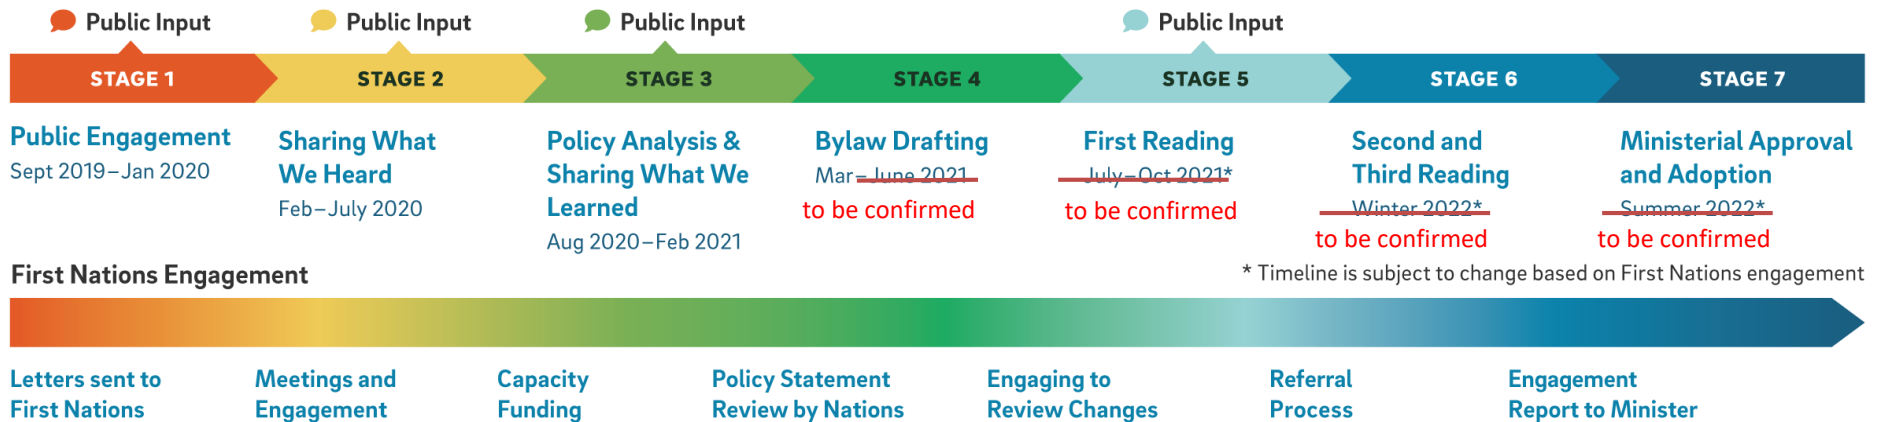 Public Input
Public Input
Public Input
Public Input
STAGE 1
STAGE 2
STAGE 3
STAGE 4
STAGE 5
STAGE 6
STAGE 7
Public Engagement
Sept 2019–Jan 2020
Sharing What
We Heard
Feb–July 2020
Policy Analysis &
Sharing What We
Learned
Aug 2020–Feb 2021
Bylaw Drafting
Mar–June 2021
to be confirmed
First Reading
July–Oct 2021*
to be confirmed
Second and
Third Reading
Winter 2022*
to be confirmed
Ministerial Approval
and Adoption
Summer 2022*
to be confirmed
First Nations Engagement
* Timeline is subject to change based on First Nations engagement
Letters sent to
First Nations
Meetings and
Engagement
Capacity
Funding
Policy Statement
Review by Nations
Engaging to
Review Changes
Referral
Process
Engagement
Report to Minister